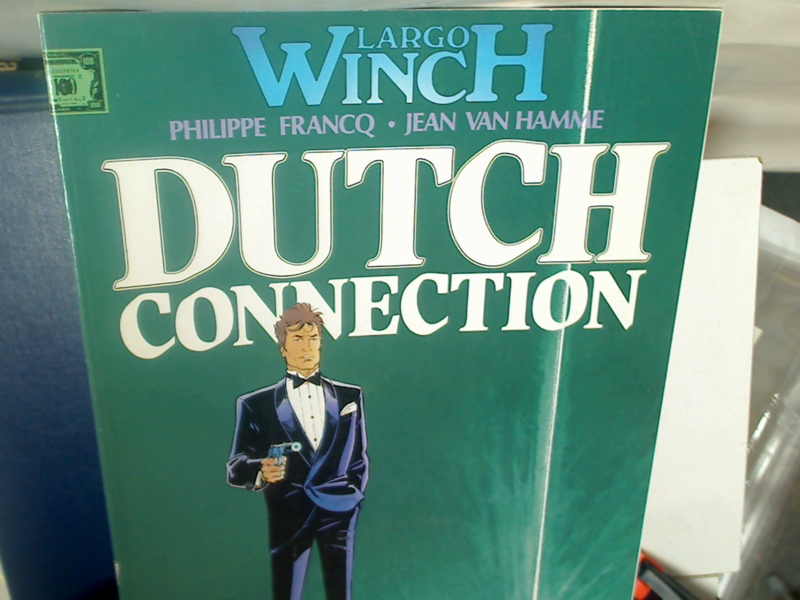 LARGO
WINCH
PHILIPPE FRANCQ • JEAN VAN HAMME
DUTCH
CONNECTION